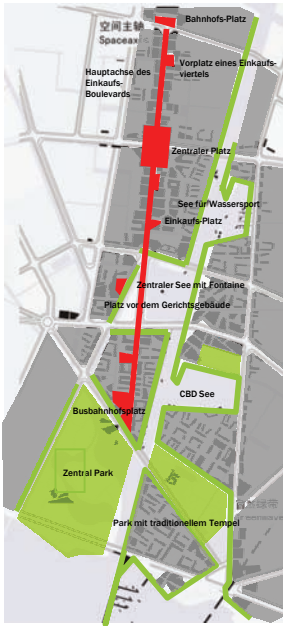 Bahnhofs-Platz
空间主轴
Spaceax
Vorplatz eines Einkaufs-
viertels
Hauptachse des
Einkaufs-
Boulevards
Zentraler Platz
See für Wassersport
Einkaufs-Platz
Zentraler See mit Fontaine
Platz vor dem Gerichtsgebäude
CBD See
Busbahnhofsplatz
Zentral Park
Park mit traditionellem Tempel